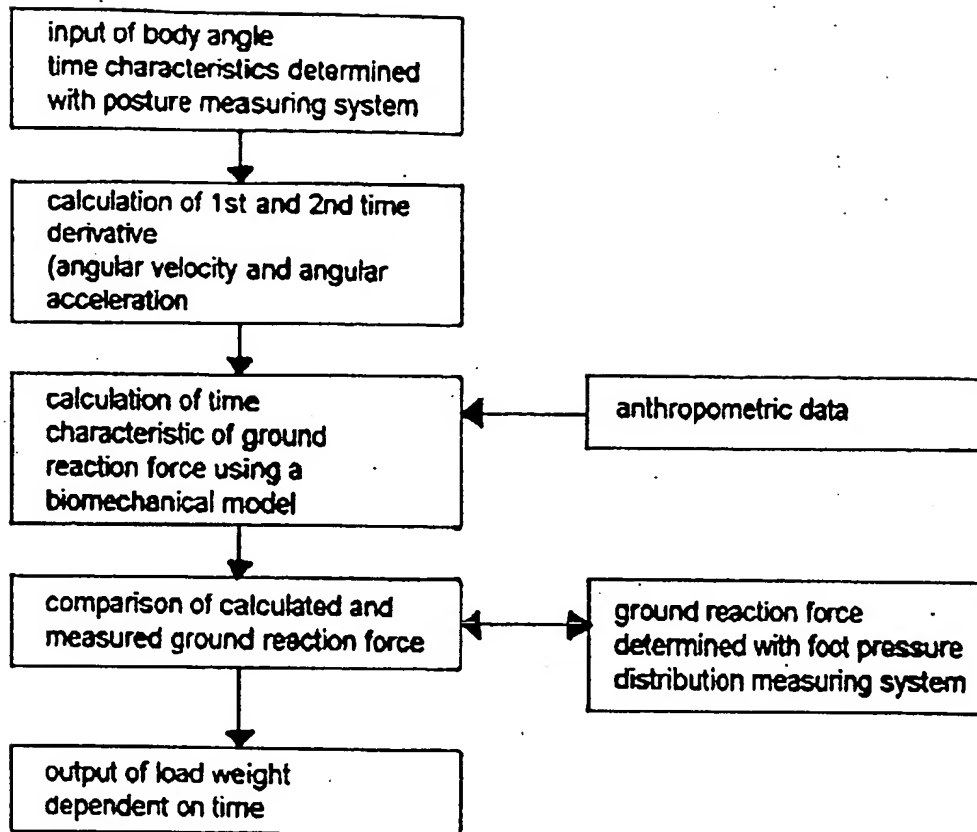 input of body angle
time characteristics determined
with posture measuring system
calculation of 1st and 2nd time
derivative
(angular velocity and angular
acceleration
calculation of time
characteristic of ground
reaction force using a
biomechanical model
anthropometric data
comparison of calculated and
measured ground reaction force
ground reaction force
determined with foot pressure
distribution measuring system
output of load weight
dependent on time